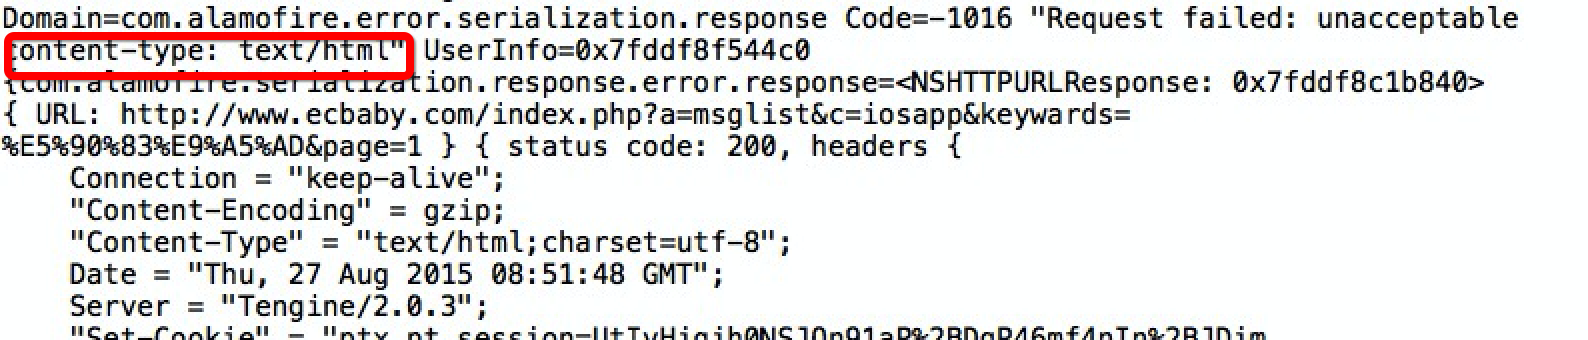 Domain=com.alamofire.error.serialization.response Code=-1016 "Request failed: unacceptable
content-type: text/html" UserInfo=0x7fddf8f544c0
{com.alamofire.serialization.response.error.response=<NSHTTPURLResponse: 0x7fddf8c1b840>
{ URL: http://www.ecbaby.com/index.php?a=msglist&c=iosapp&keywards=
%E5%90%83%E9%A5%AD&page=1 } { status code: 200, headers {
Connection = "keep-alive";
"Content-Encoding" = gzip;
"Content-Type" = "text/html;charset=utf-8";
Date = "Thu, 27 Aug 2015 08:51:48 GMT";
Server = "Tengine/2.0.3";
"Set-Cookie" =